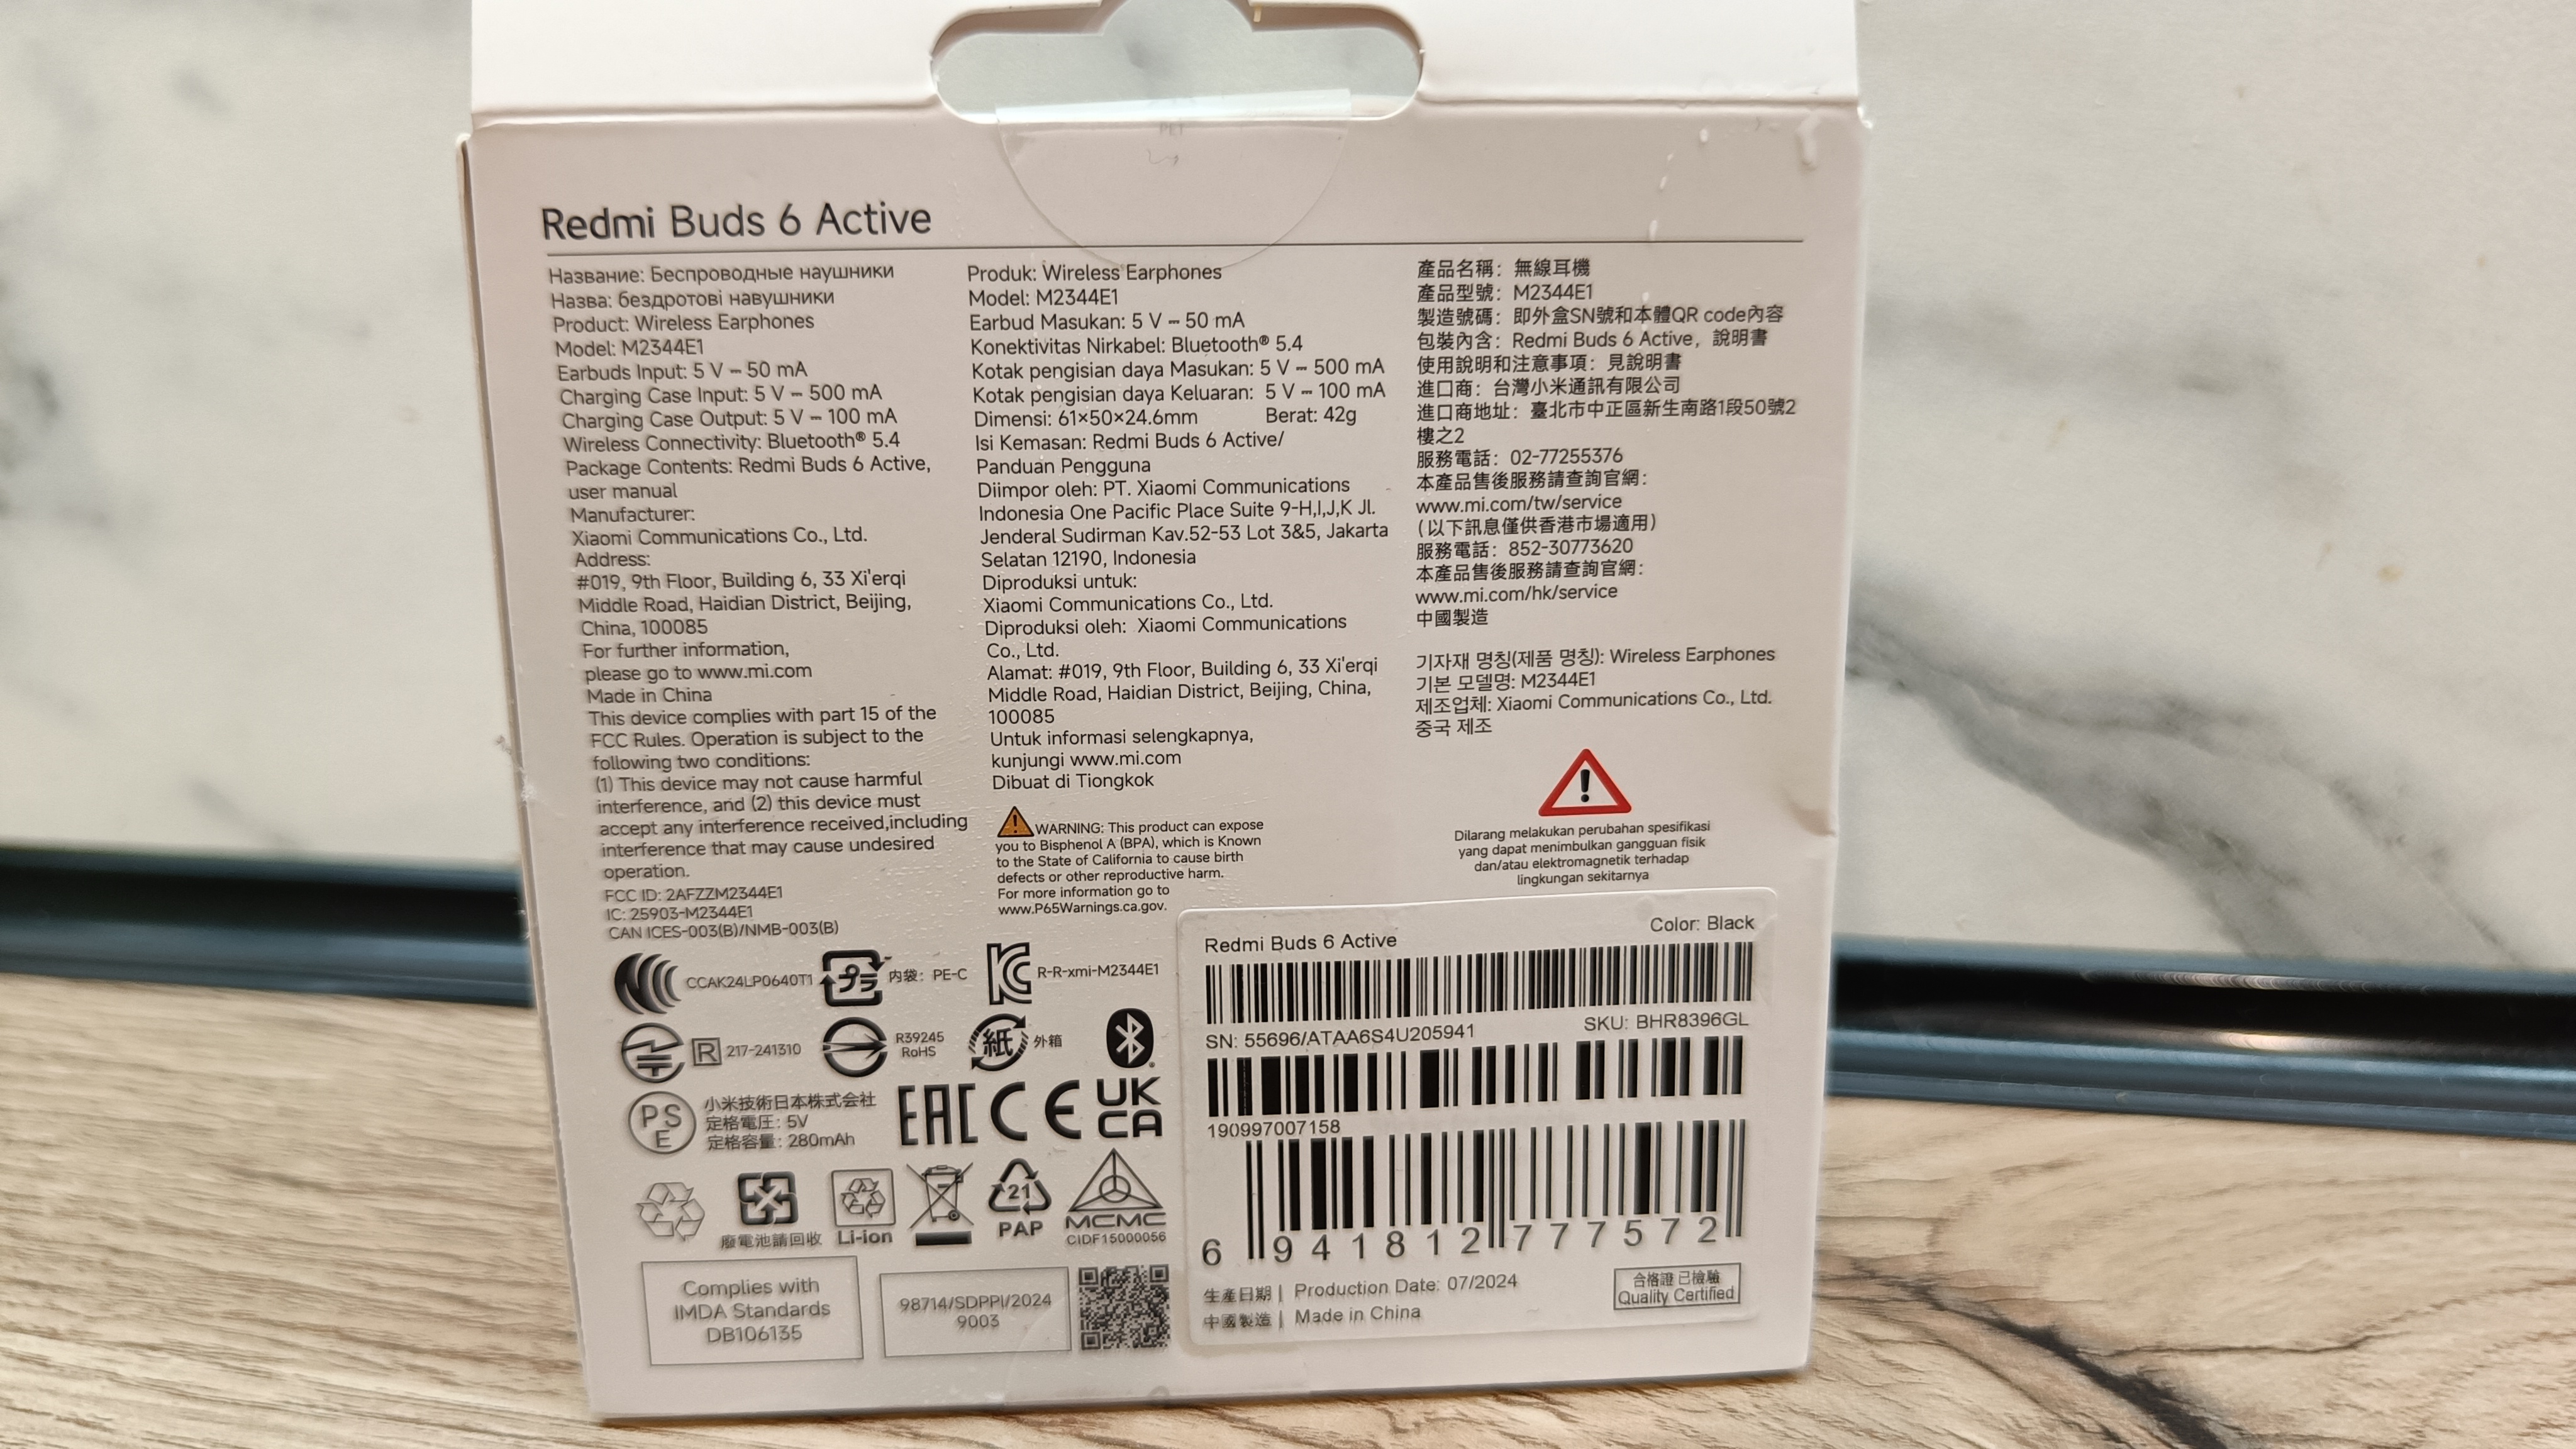 PET
Redmi Buds 6 Active
Название: Беспроводные наушники
Назва: бездротові навушники
Product: Wireless Earphones
Model: M2344E1
Earbuds Input: 5 V ⎓ 50 mA
Charging Case Input: 5 V ⎓ 500 mA
Charging Case Output: 5 V ⎓ 100 mA
Wireless Connectivity: Bluetooth® 5.4
Package Contents: Redmi Buds 6 Active,
user manual
Manufacturer:
Xiaomi Communications Co., Ltd.
Address:
#019, 9th Floor, Building 6, 33 Xi'erqi
Middle Road, Haidian District, Beijing,
China, 100085
For further information,
please go to www.mi.com
Made in China
This device complies with part 15 of the
FCC Rules. Operation is subject to the
following two conditions:
(1) This device may not cause harmful
interference, and (2) this device must
accept any interference received,including
interference that may cause undesired
operation.
FCC ID: 2AFZZM2344E1
IC: 25903-M2344E1
CAN ICES-003(B)/NMB-003(B)
Produk: Wireless Earphones
Model: M2344E1
Earbud Masukan: 5 V ⎓ 50 mA
Konektivitas Nirkabel: Bluetooth® 5.4
Kotak pengisian daya Masukan: 5 V ⎓ 500 mA
Kotak pengisian daya Keluaran: 5 V ⎓ 100 mA
Dimensi: 61×50×24.6mm Berat: 42g
Isi Kemasan: Redmi Buds 6 Active/
Panduan Pengguna
Diimpor oleh: PT. Xiaomi Communications
Indonesia One Pacific Place Suite 9-H,I,J,K Jl.
Jenderal Sudirman Kav.52-53 Lot 3&5, Jakarta
Selatan 12190, Indonesia
Diproduksi untuk:
Xiaomi Communications Co., Ltd.
Diproduksi oleh: Xiaomi Communications
Co., Ltd.
Alamat: #019, 9th Floor, Building 6, 33 Xi'erqi
Middle Road, Haidian District, Beijing, China,
100085
Untuk informasi selengkapnya,
kunjungi www.mi.com
Dibuat di Tiongkok
WARNING: This product can expose
you to Bisphenol A (BPA), which is Known
to the State of California to cause birth
defects or other reproductive harm.
For more information go to
www.P65Warnings.ca.gov.
產品名稱：無線耳機
產品型號：M2344E1
製造號碼：即外盒SN號和本體QR code內容
包裝內含：Redmi Buds 6 Active，說明書
使用說明和注意事項：見說明書
進口商：台灣小米通訊有限公司
進口商地址：臺北市中正區新生南路1段50號2
樓之2
服務電話：02-77255376
本產品售後服務請查詢官網：
www.mi.com/tw/service
（以下訊息僅供香港市場適用）
服務電話：852-30773620
本產品售後服務請查詢官網：
www.mi.com/hk/service
中國製造
기자재 명칭(제품 명칭): Wireless Earphones
기본 모델명: M2344E1
제조업체: Xiaomi Communications Co., Ltd.
중국 제조
Dilarang melakukan perubahan spesifikasi
yang dapat menimbulkan gangguan fisik
dan/atau elektromagnetik terhadap
lingkungan sekitarnya
CCAK24LP0640T1 プラ 内袋：PE-C R-R-xmi-M2344E1
R 217-241310 R39245
RoHS
紙 外箱
PS
E
小米技術日本株式会社
定格電圧：5V
定格容量：280mAh
EAC CE UK
CA
廢電池請回收 Li-ion 21
PAP
MCMC
CIDF15000056
Complies with
IMDA Standards
DB106135
98714/SDPPI/2024
9003
Redmi Buds 6 Active Color: Black
SN: 55696/ATAA6S4U205941 SKU: BHR8396GL
190997007158
6 941812 777572
生產日期 | Production Date: 07/2024
中國製造 | Made in China
合格證 已檢驗
Quality Certified